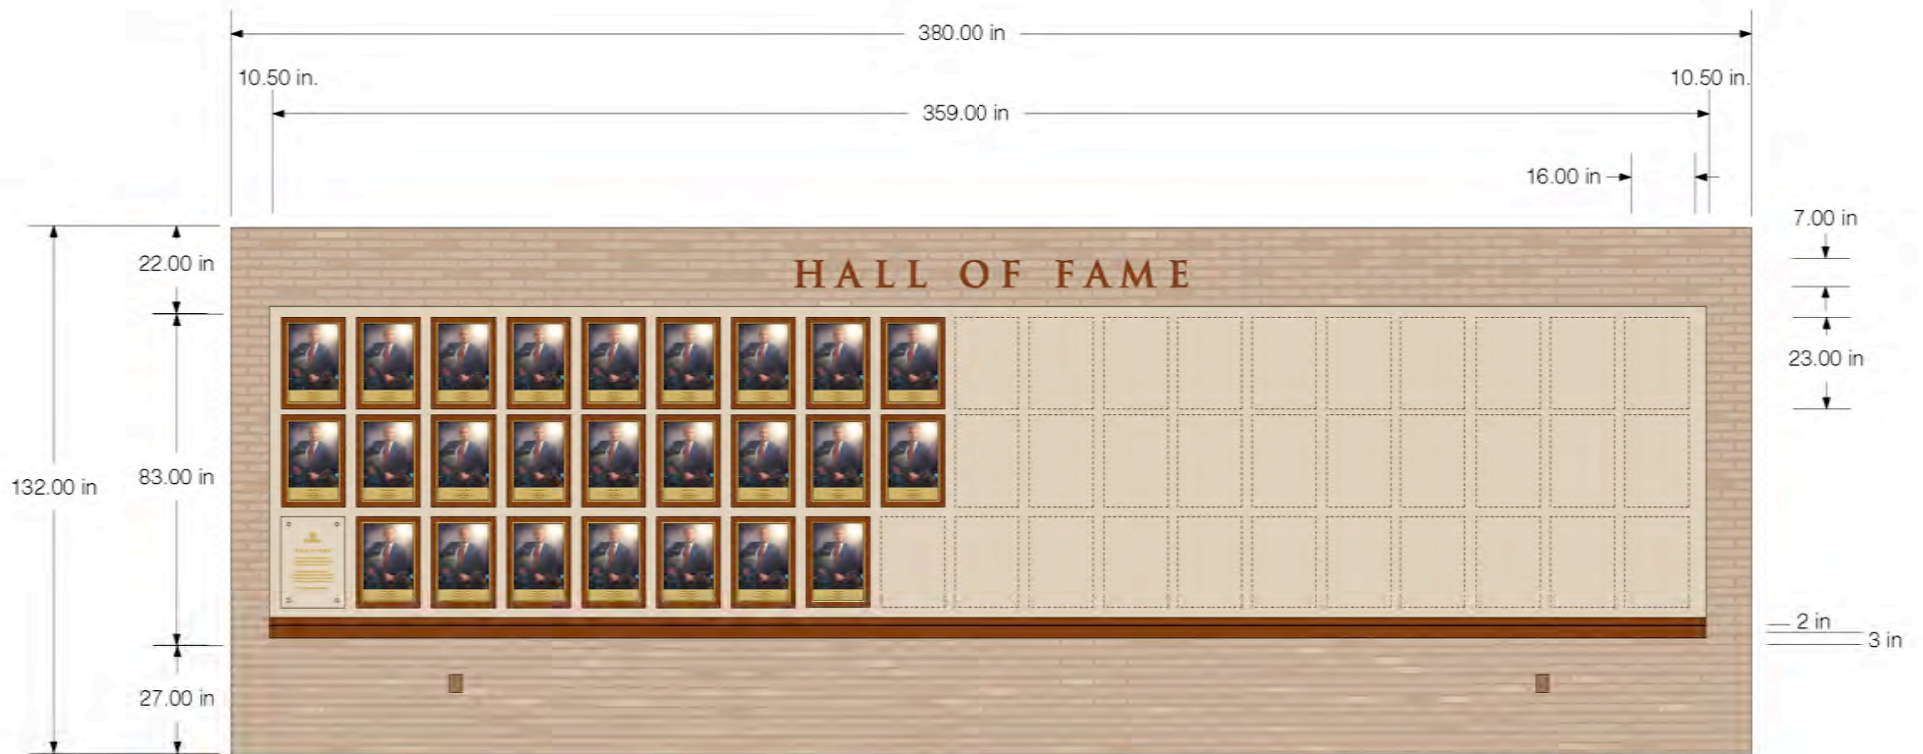 380.00 in
10.50 in.
10.50 in.
359.00 in
16.00 in
7.00 in
22.00 in
HALL OF FAME
23.00 in
132.00 in
83.00 in
2 in
3 in
27.00 in